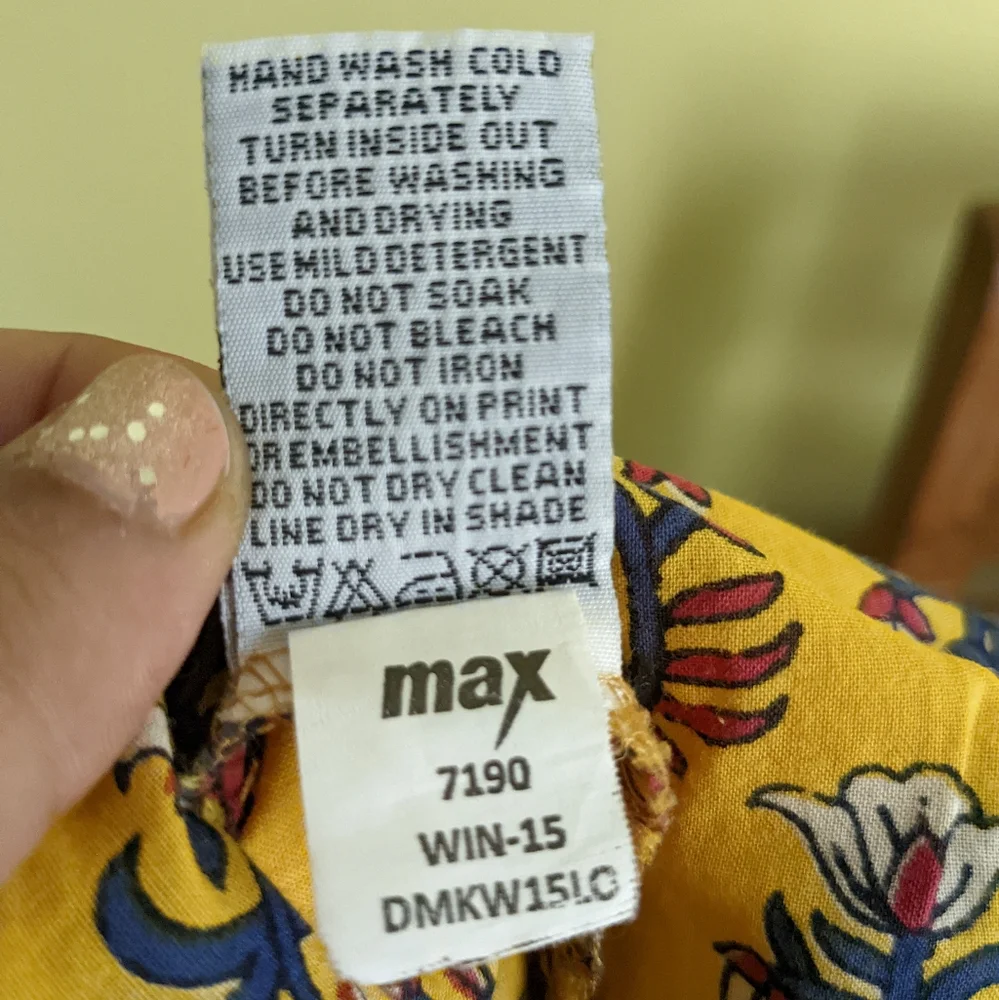 HAND WASH COLD
SEPARATELY
TURN INSIDE OUT
BEFORE WASHING
AND DRYING
USE MILD DETERGENT
DO NOT SOAK
DO NOT BLEACH
DO NOT IRON
DIRECTLY ON PRINT
OR EMBELLISHMENT
DO NOT DRY CLEAN
LINE DRY IN SHADE
max
7190
WIN-15